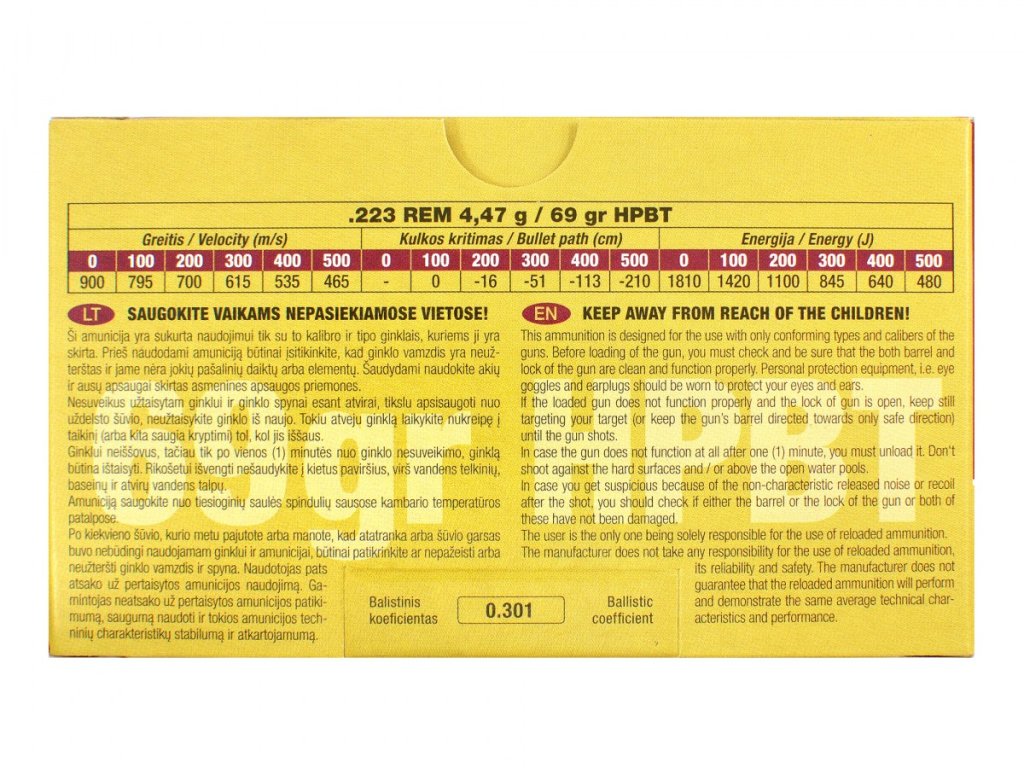 .223 REM 4,47 g / 69 gr HPBT
Greitis / Velocity (m/s) Kulkos kritimas / Bullet path (cm) Energija / Energy (J)
0 100 200 300 400 500 0 100 200 300 400 500 0 100 200 300 400 500
900 795 700 615 535 465 - 0 -16 -51 -113 -210 1810 1420 1100 845 640 480
LT SAUGOKITE VAIKAMS NEPASIEKIAMOSE VIETOSE!
Ši amunicija yra sukurta naudojimui tik su to kalibro ir tipo ginklais, kuriems ji yra
skirta. Prieš naudodami amuniciją būtinai įsitikinkite, kad ginklo vamzdis yra neuž-
terštas ir jame nėra jokių pašalinių daiktų arba elementų. Šaudydami naudokite akių
ir ausų apsaugai skirtas asmenines apsaugos priemones.
Nesuveikus užtaisytam ginklui ir ginklo spynai esant atvirai, tikslu apsisaugoti nuo
uždelsto šūvio, neužtaisykite ginklo iš naujo. Tokiu atveju ginklą laikykite nukreipę į
taikinį (arba kita saugia kryptimi) tol, kol jis iššaus.
Ginklui neiššovus, tačiau tik po vienos (1) minutės nuo ginklo nesuveikimo, ginklą
būtina ištaisyti. Rikošetui išvengti nešaudykite į kietus paviršius, virš vandens telkinių,
baseinų ir atvirų vandens talpų.
Amuniciją saugokite nuo tiesioginių saulės spindulių sausose kambario temperatūros
patalpose.
Po kiekvieno šūvio, kurio metu pajutote arba manote, kad atatranka arba šūvio garsas
buvo nebūdingi naudojamam ginklui ir amunicijai, būtinai patikrinkite ar nepažeisti arba
neužteršti ginklo vamzdis ir spyna. Naudotojas pats
atsako už pertaisytos amunicijos naudojimą. Ga-
mintojas neatsako už pertaisytos amunicijos patiki-
mumą, saugumą naudoti ir tokios amunicijos tech-
ninių charakteristikų stabilumą ir atkartojamumą.
EN KEEP AWAY FROM REACH OF THE CHILDREN!
This ammunition is designed for the use with only conforming types and calibers of the
guns. Before loading of the gun, you must check and be sure that the both barrel and
lock of the gun are clean and function properly. Personal protection equipment, i.e. eye
goggles and earplugs should be worn to protect your eyes and ears.
If the loaded gun does not function properly and the lock of gun is open, keep still
targeting your target (or keep the gun's barrel directed towards only safe direction)
until the gun shots.
In case the gun does not function at all after one (1) minute, you must unload it. Don't
shoot against the hard surfaces and/or above the open water pools.
In case you get suspicious because of the non-characteristic released noise or recoil
after the shot, you should check if either the barrel or the lock of the gun or both of
these have not been damaged.
The user is the only one being solely responsible for the use of reloaded ammunition.
The manufacturer does not take any responsibility for the use of reloaded ammunition,
its reliability and safety. The manufacturer does not
guarantee that the reloaded ammunition will perform
and demonstrate the same average technical char-
acteristics and performance.
69gr HPBT
Balistinis
koeficientas
0.301
Ballistic
coefficient